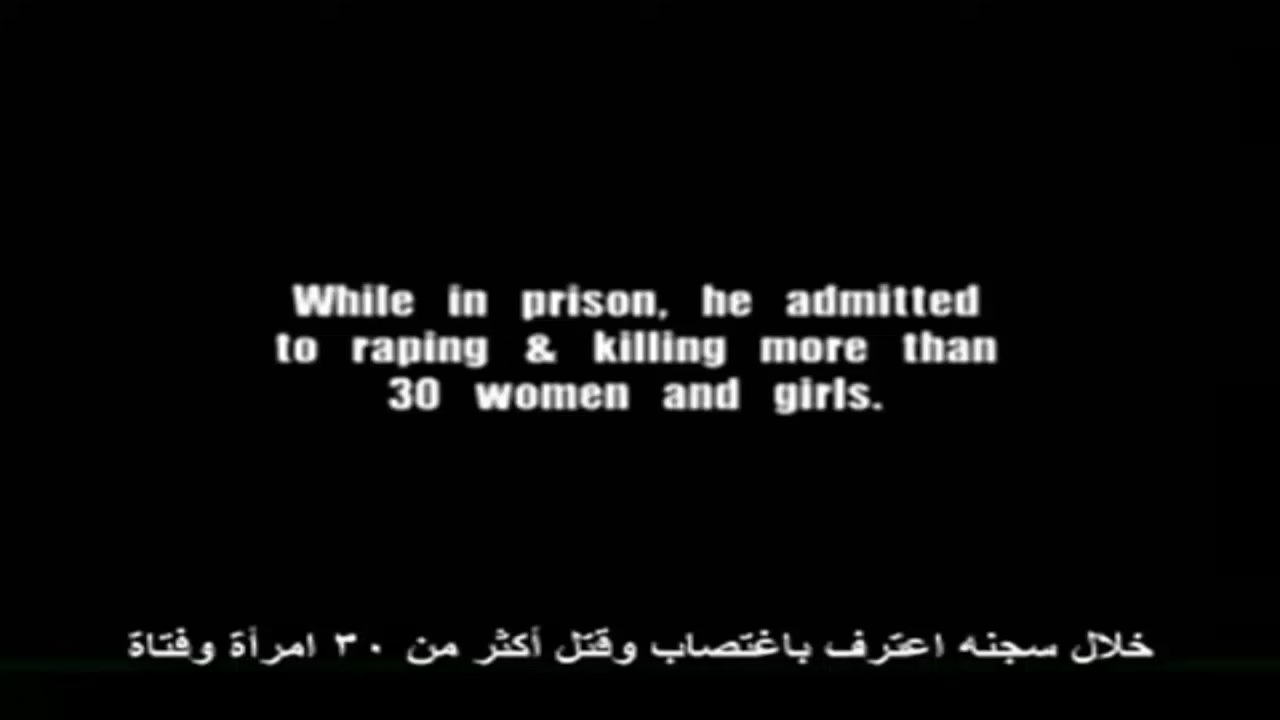 While in prison, he admitted
to raping & killing more than
30 women and girls.
خلال سجنه اعترف باغتصاب وقتل أكثر من ٣٠ امرأة وفتاة